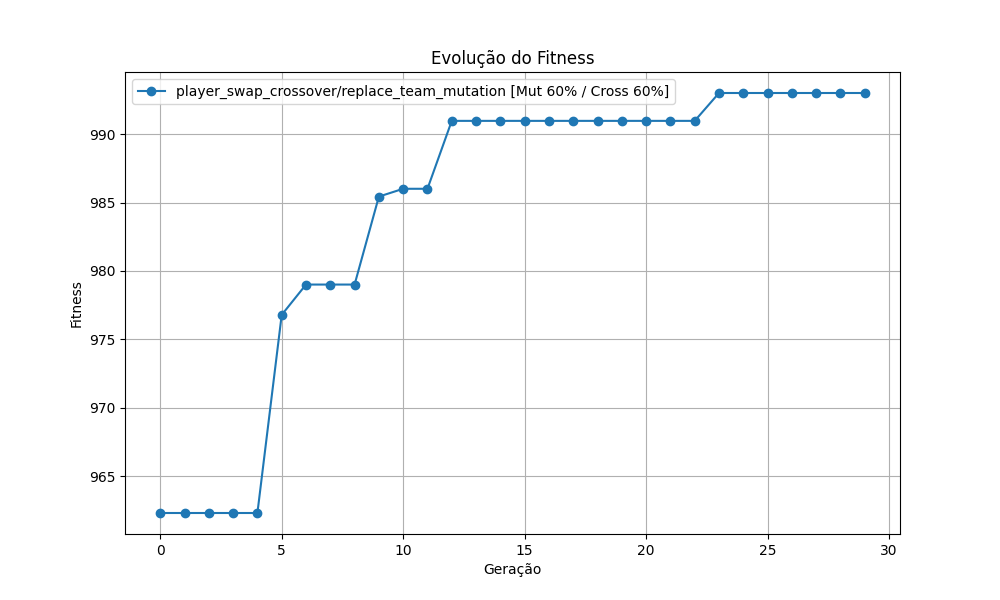 Evolução do Fitness
player_swap_crossover/replace_team_mutation [Mut 60% / Cross 60%]
Fitness
990
985
980
975
970
965
0 5 10 15 20 25 30
Geração